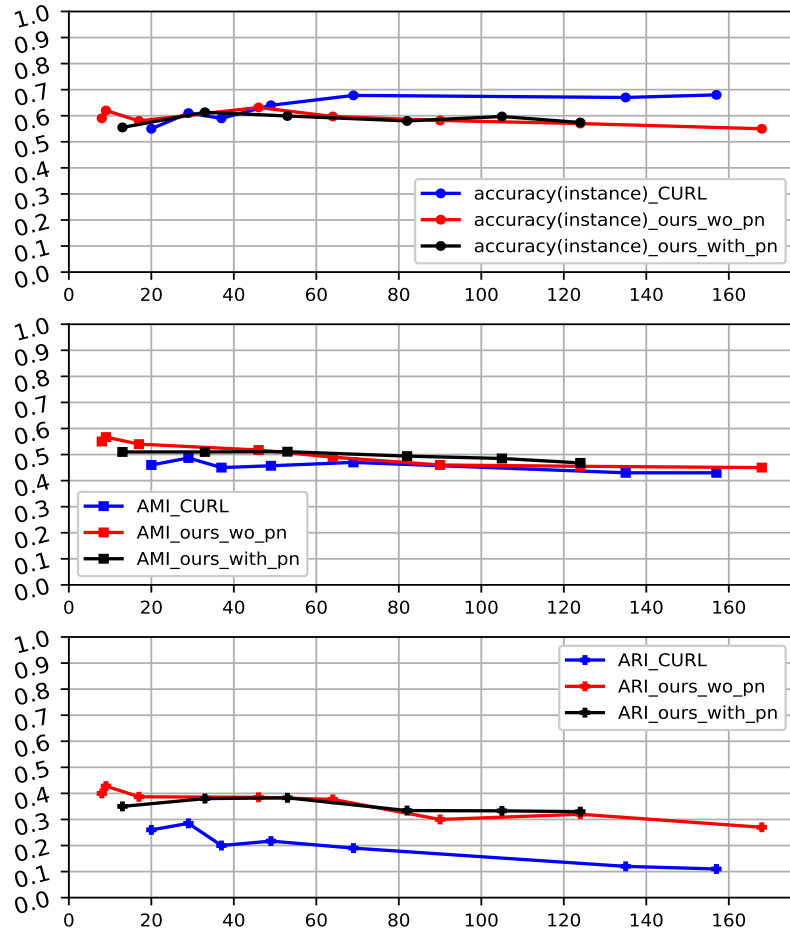 1.0
0.9
0.8
0.7
0.6
0.5
0.4
0.3
0.2
0.1
0.0
accuracy(instance)_CURL
accuracy(instance)_ours_wo_pn
accuracy(instance)_ours_with_pn
0 20 40 60 80 100 120 140 160
1.0
0.9
0.8
0.7
0.6
0.5
0.4
0.3
0.2
0.1
0.0
AMI_CURL
AMI_ours_wo_pn
AMI_ours_with_pn
0 20 40 60 80 100 120 140 160
1.0
0.9
0.8
0.7
0.6
0.5
0.4
0.3
0.2
0.1
0.0
ARI_CURL
ARI_ours_wo_pn
ARI_ours_with_pn
0 20 40 60 80 100 120 140 160